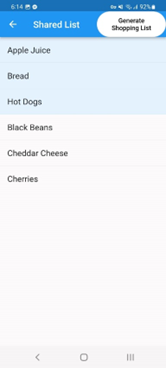 6:14
92%
Shared List
Generate
Shopping List
Apple Juice
Bread
Hot Dogs
Black Beans
Cheddar Cheese
Cherries